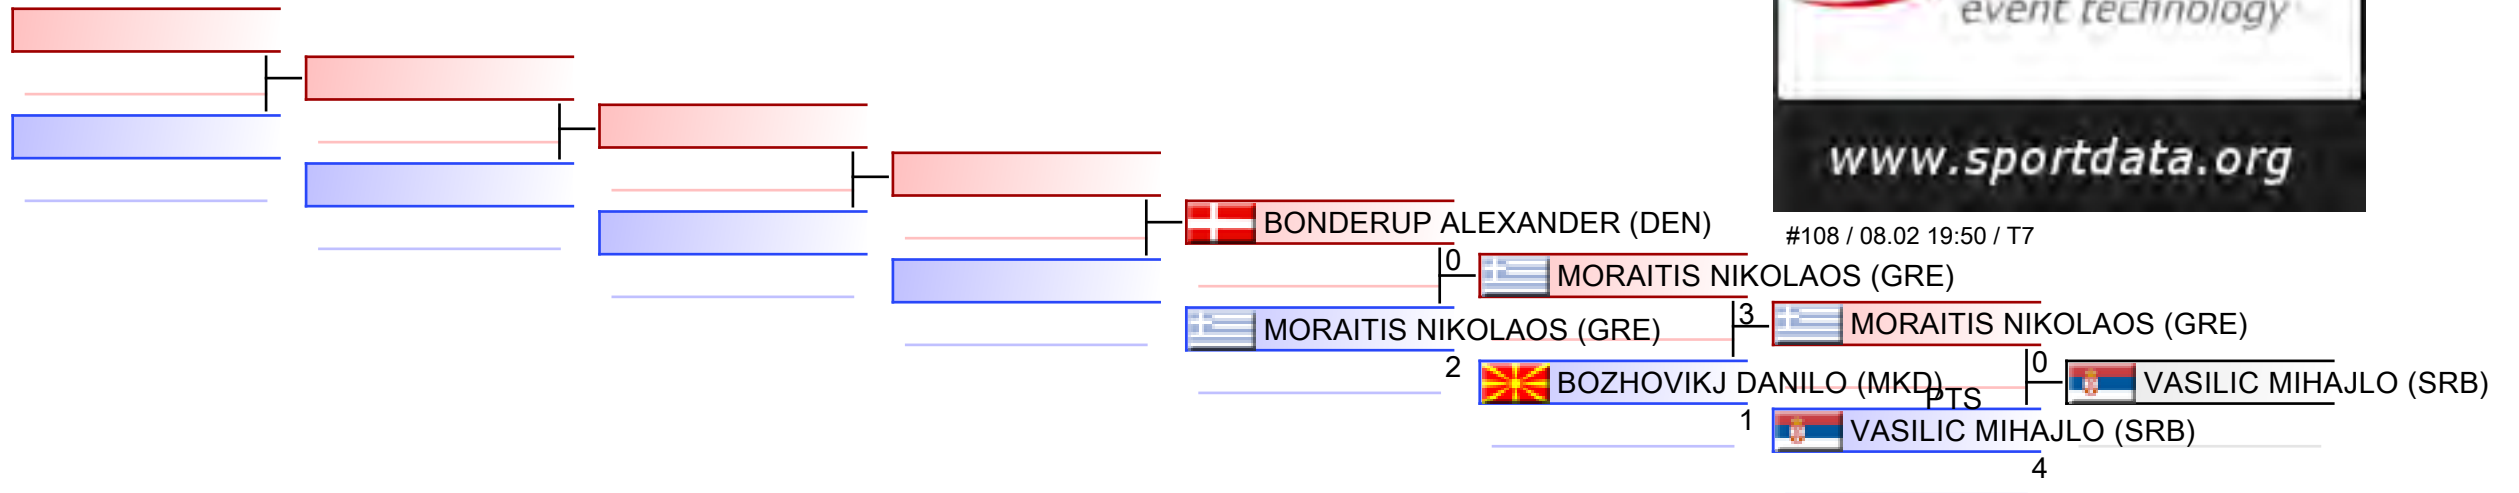 event technology
www.sportdata.org
BONDERUP ALEXANDER (DEN)
#108 / 08.02 19:50 / T7
0
MORAITIS NIKOLAOS (GRE)
MORAITIS NIKOLAOS (GRE)
3
MORAITIS NIKOLAOS (GRE)
2
BOZHOVIKJ DANILO (MKD)
PTS
0
VASILIC MIHAJLO (SRB)
1
VASILIC MIHAJLO (SRB)
4